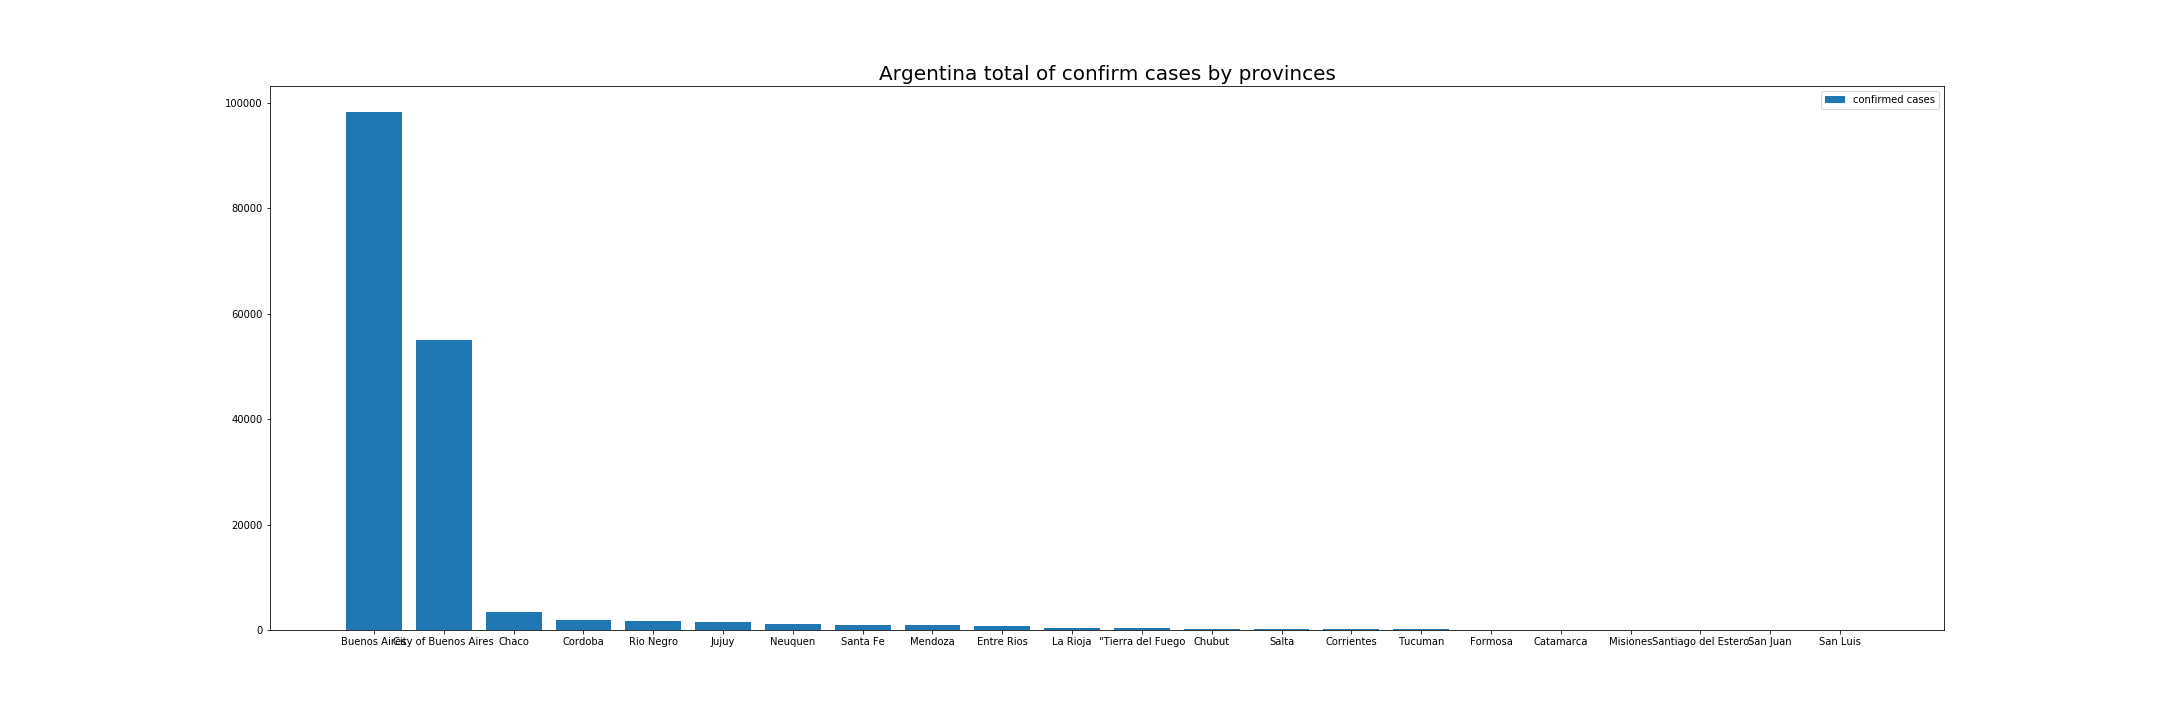 Argentina total of confirm cases by provinces
confirmed cases
100000
80000
60000
40000
20000
0
Buenos Aires City of Buenos Aires Chaco Cordoba Rio Negro Jujuy Neuquen Santa Fe Mendoza Entre Rios La Rioja "Tierra del Fuego Chubut Salta Corrientes Tucuman Formosa Catamarca Misiones Santiago del Estero San Juan San Luis